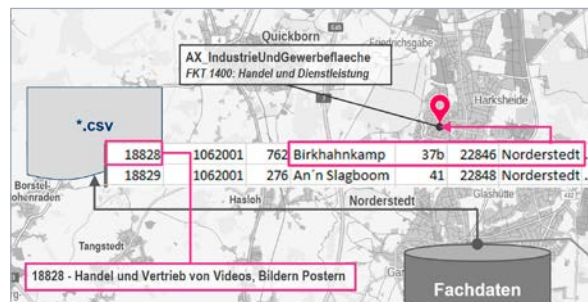 Quickborn
Friedrichsgabe
AX_IndustrieUndGewerbeflaeche
FKT 1400: Handel und Dienstleistung
Harksheide
*.csv
18828 1062001 762 Birkhahnkamp 37b 22846 Norderstedt
18829 1062001 276 An´n Slagboom 41 22848 Norderstedt .
Borstel-
ohenraden
Hasloh
Norderstedt
Glashütte
Tangstedt
18828 - Handel und Vertrieb von Videos, Bildern Postern
Fachdaten